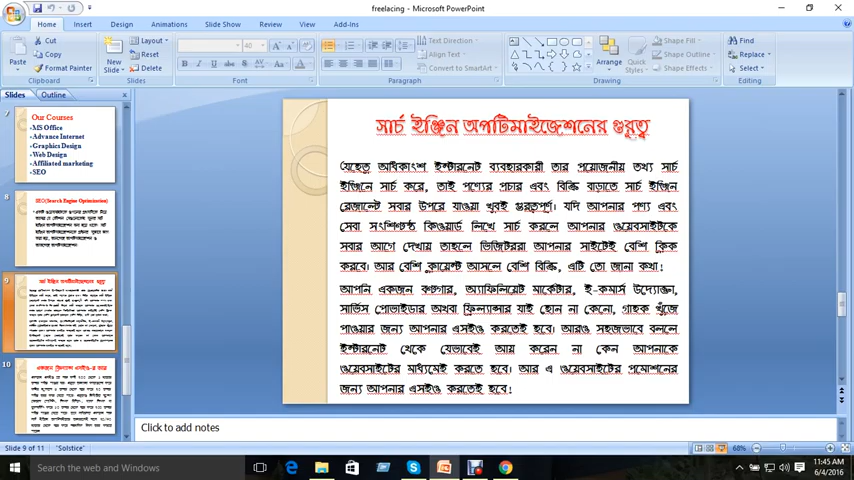 freelacing - Microsoft PowerPoint
Home Insert Design Animations Slide Show Review View Add-Ins
Cut
Copy
Format Painter
Paste
Clipboard
New Slide
Layout
Reset
Delete
Slides
40
Font
Paragraph
Text Direction
Align Text
Convert to SmartArt
Arrange
Quick Styles
Shape Fill
Shape Outline
Shape Effects
Drawing
Find
Replace
Select
Editing
Slides Outline
7
Our Courses
MS Office
Advance Internet
Graphics Design
Web Design
Affiliated marketing
SEO
8
SEO(Search Engine Optimization)
9
10
সার্চ ইঞ্জিন অপটিমাইজেশনের গুরুত্ব
যেহেতু অধিকাংশ ইন্টারনেট ব্যবহারকারী তার প্রয়োজনীয় তথ্য সার্চ
ইঞ্জিনে সার্চ করে, তাই পণ্যের প্রচার এবং বিক্রি বাড়াতে সার্চ ইঞ্জিন
রেজাল্টে সবার উপরে যাওয়া খুবই গুরত্বপূর্ণ। যদি আপনার পণ্য এবং
সেবা সংশ্লিষ্ঠ কিওয়ার্ড লিখে সার্চ করলে আপনার ওয়েবসাইটকে
সবার আগে দেখায় তাহলে ভিজিটররা আপনার সাইটেই বেশি ক্লিক
করবে। আর বেশি ক্লায়েন্ট আসলে বেশি বিক্রি, এটি তো জানা কথা!
আপনি একজন ব্লগার, অ্যাফিলিয়েট মার্কেটার, ই-কমার্স উদ্যোক্তা,
সার্ভিস প্রোভাইডার অথবা ফ্রিল্যান্সার যাই হোন না কেনো, গ্রাহক খুঁজে
পাওয়ার জন্য আপনার এসইও করতেই হবে। আরও সহজভাবে বললে
ইন্টারনেট থেকে যেভাবেই আয় করেন না কেন আপনাকে
ওয়েবসাইটের মাধ্যমেই করতে হবে। আর এ ওয়েবসাইটের প্রমোশনের
জন্য আপনার এসইও করতেই হবে!
Click to add notes
Slide 9 of 11 "Solstice" 68%
Search the web and Windows
11:45 AM
6/4/2016